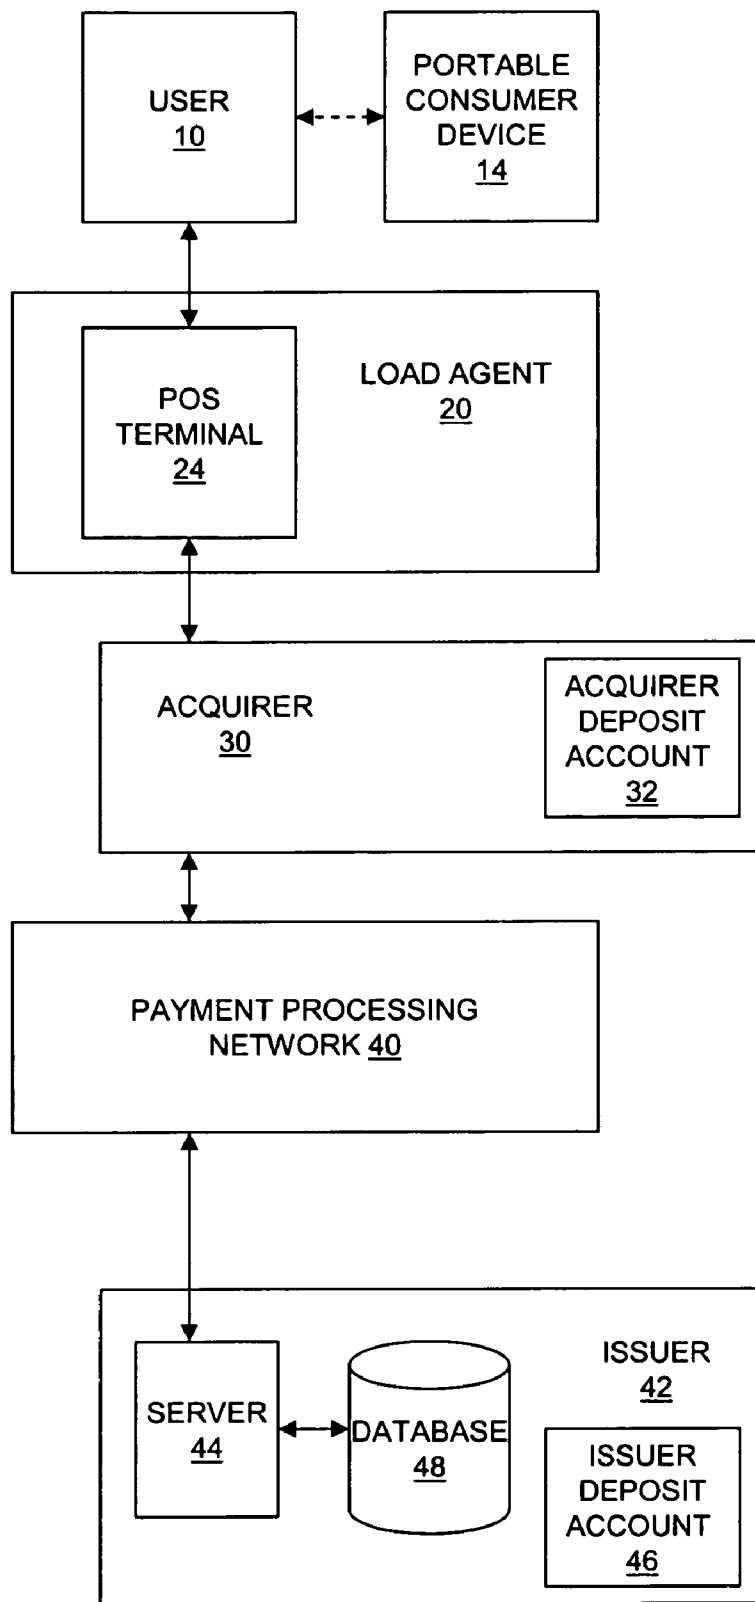 USER
10
PORTABLE
CONSUMER
DEVICE
14
POS
TERMINAL
24
LOAD AGENT
20
ACQUIRER
30
ACQUIRER
DEPOSIT
ACCOUNT
32
PAYMENT PROCESSING
NETWORK 40
SERVER
44
DATABASE
48
ISSUER
42
ISSUER
DEPOSIT
ACCOUNT
46